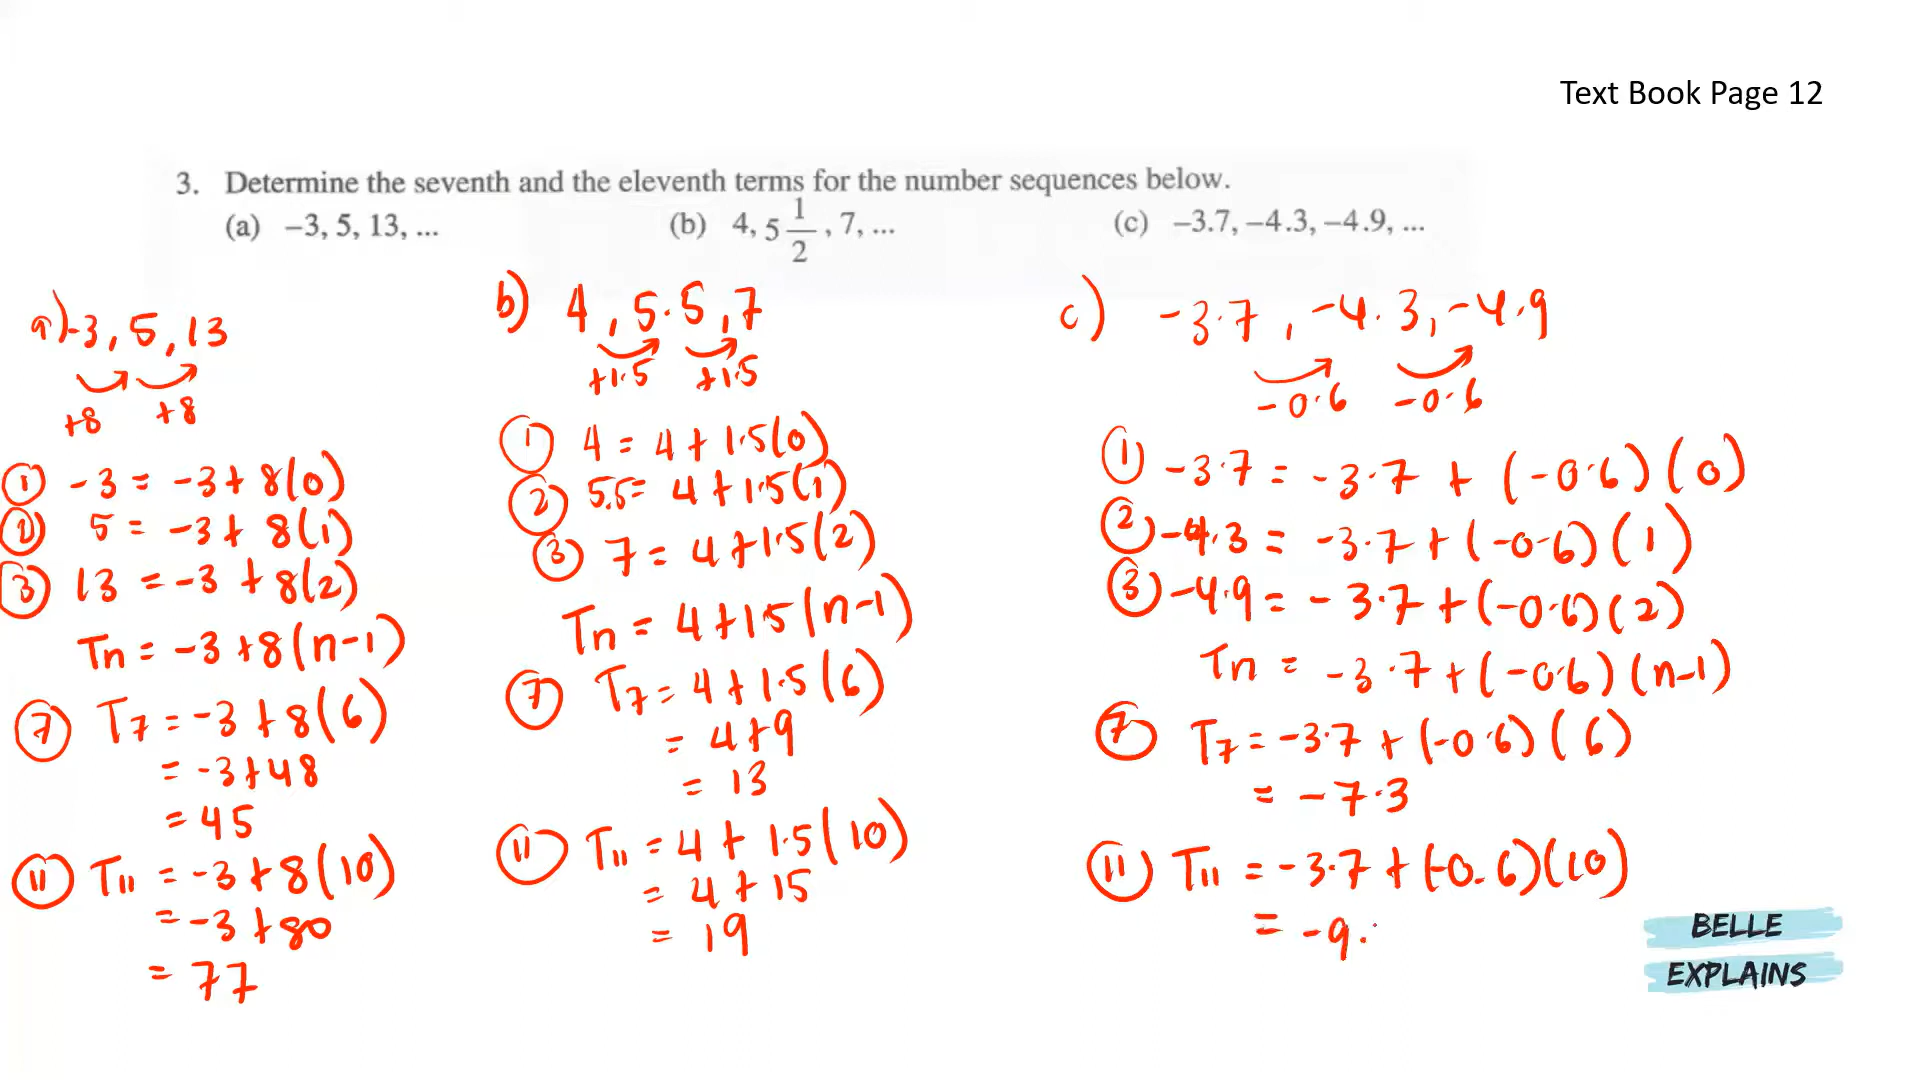 Text Book Page 12
3. Determine the seventh and the eleventh terms for the number sequences below.
(a) −3, 5, 13, ... (b) 4, 5 1/2, 7, ... (c) −3.7, −4.3, −4.9, ...
a) -3, 5, 13
+8 +8
① -3 = -3 + 8(0)
② 5 = -3 + 8(1)
③ 13 = -3 + 8(2)
Tn = -3 + 8(n-1)
⑦ T7 = -3 + 8(6)
= -3 + 48
= 45
⑪ T11 = -3 + 8(10)
= -3 + 80
= 77
b) 4, 5.5, 7
+1.5 +1.5
① 4 = 4 + 1.5(0)
② 5.5 = 4 + 1.5(1)
③ 7 = 4 + 1.5(2)
Tn = 4 + 1.5(n-1)
⑦ T7 = 4 + 1.5(6)
= 4 + 9
= 13
⑪ T11 = 4 + 1.5(10)
= 4 + 15
= 19
c) -3.7, -4.3, -4.9
-0.6 -0.6
① -3.7 = -3.7 + (-0.6)(0)
② -4.3 = -3.7 + (-0.6)(1)
③ -4.9 = -3.7 + (-0.6)(2)
Tn = -3.7 + (-0.6)(n-1)
⑦ T7 = -3.7 + (-0.6)(6)
= -7.3
⑪ T11 = -3.7 + (-0.6)(10)
= -9.
BELLE
EXPLAINS